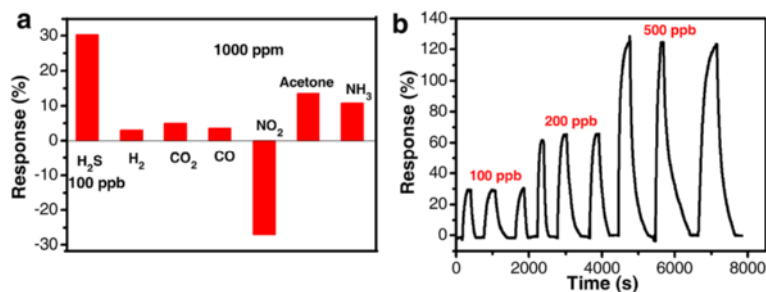 a
Response (%)
30
20
10
0
-10
-20
-30
1000 ppm
Acetone
NH3
NO2
H2S
H2
CO2
CO
100 ppb
b
Response (%)
140
120
100
80
60
40
20
0
500 ppb
200 ppb
100 ppb
0 2000 4000 6000 8000
Time (s)